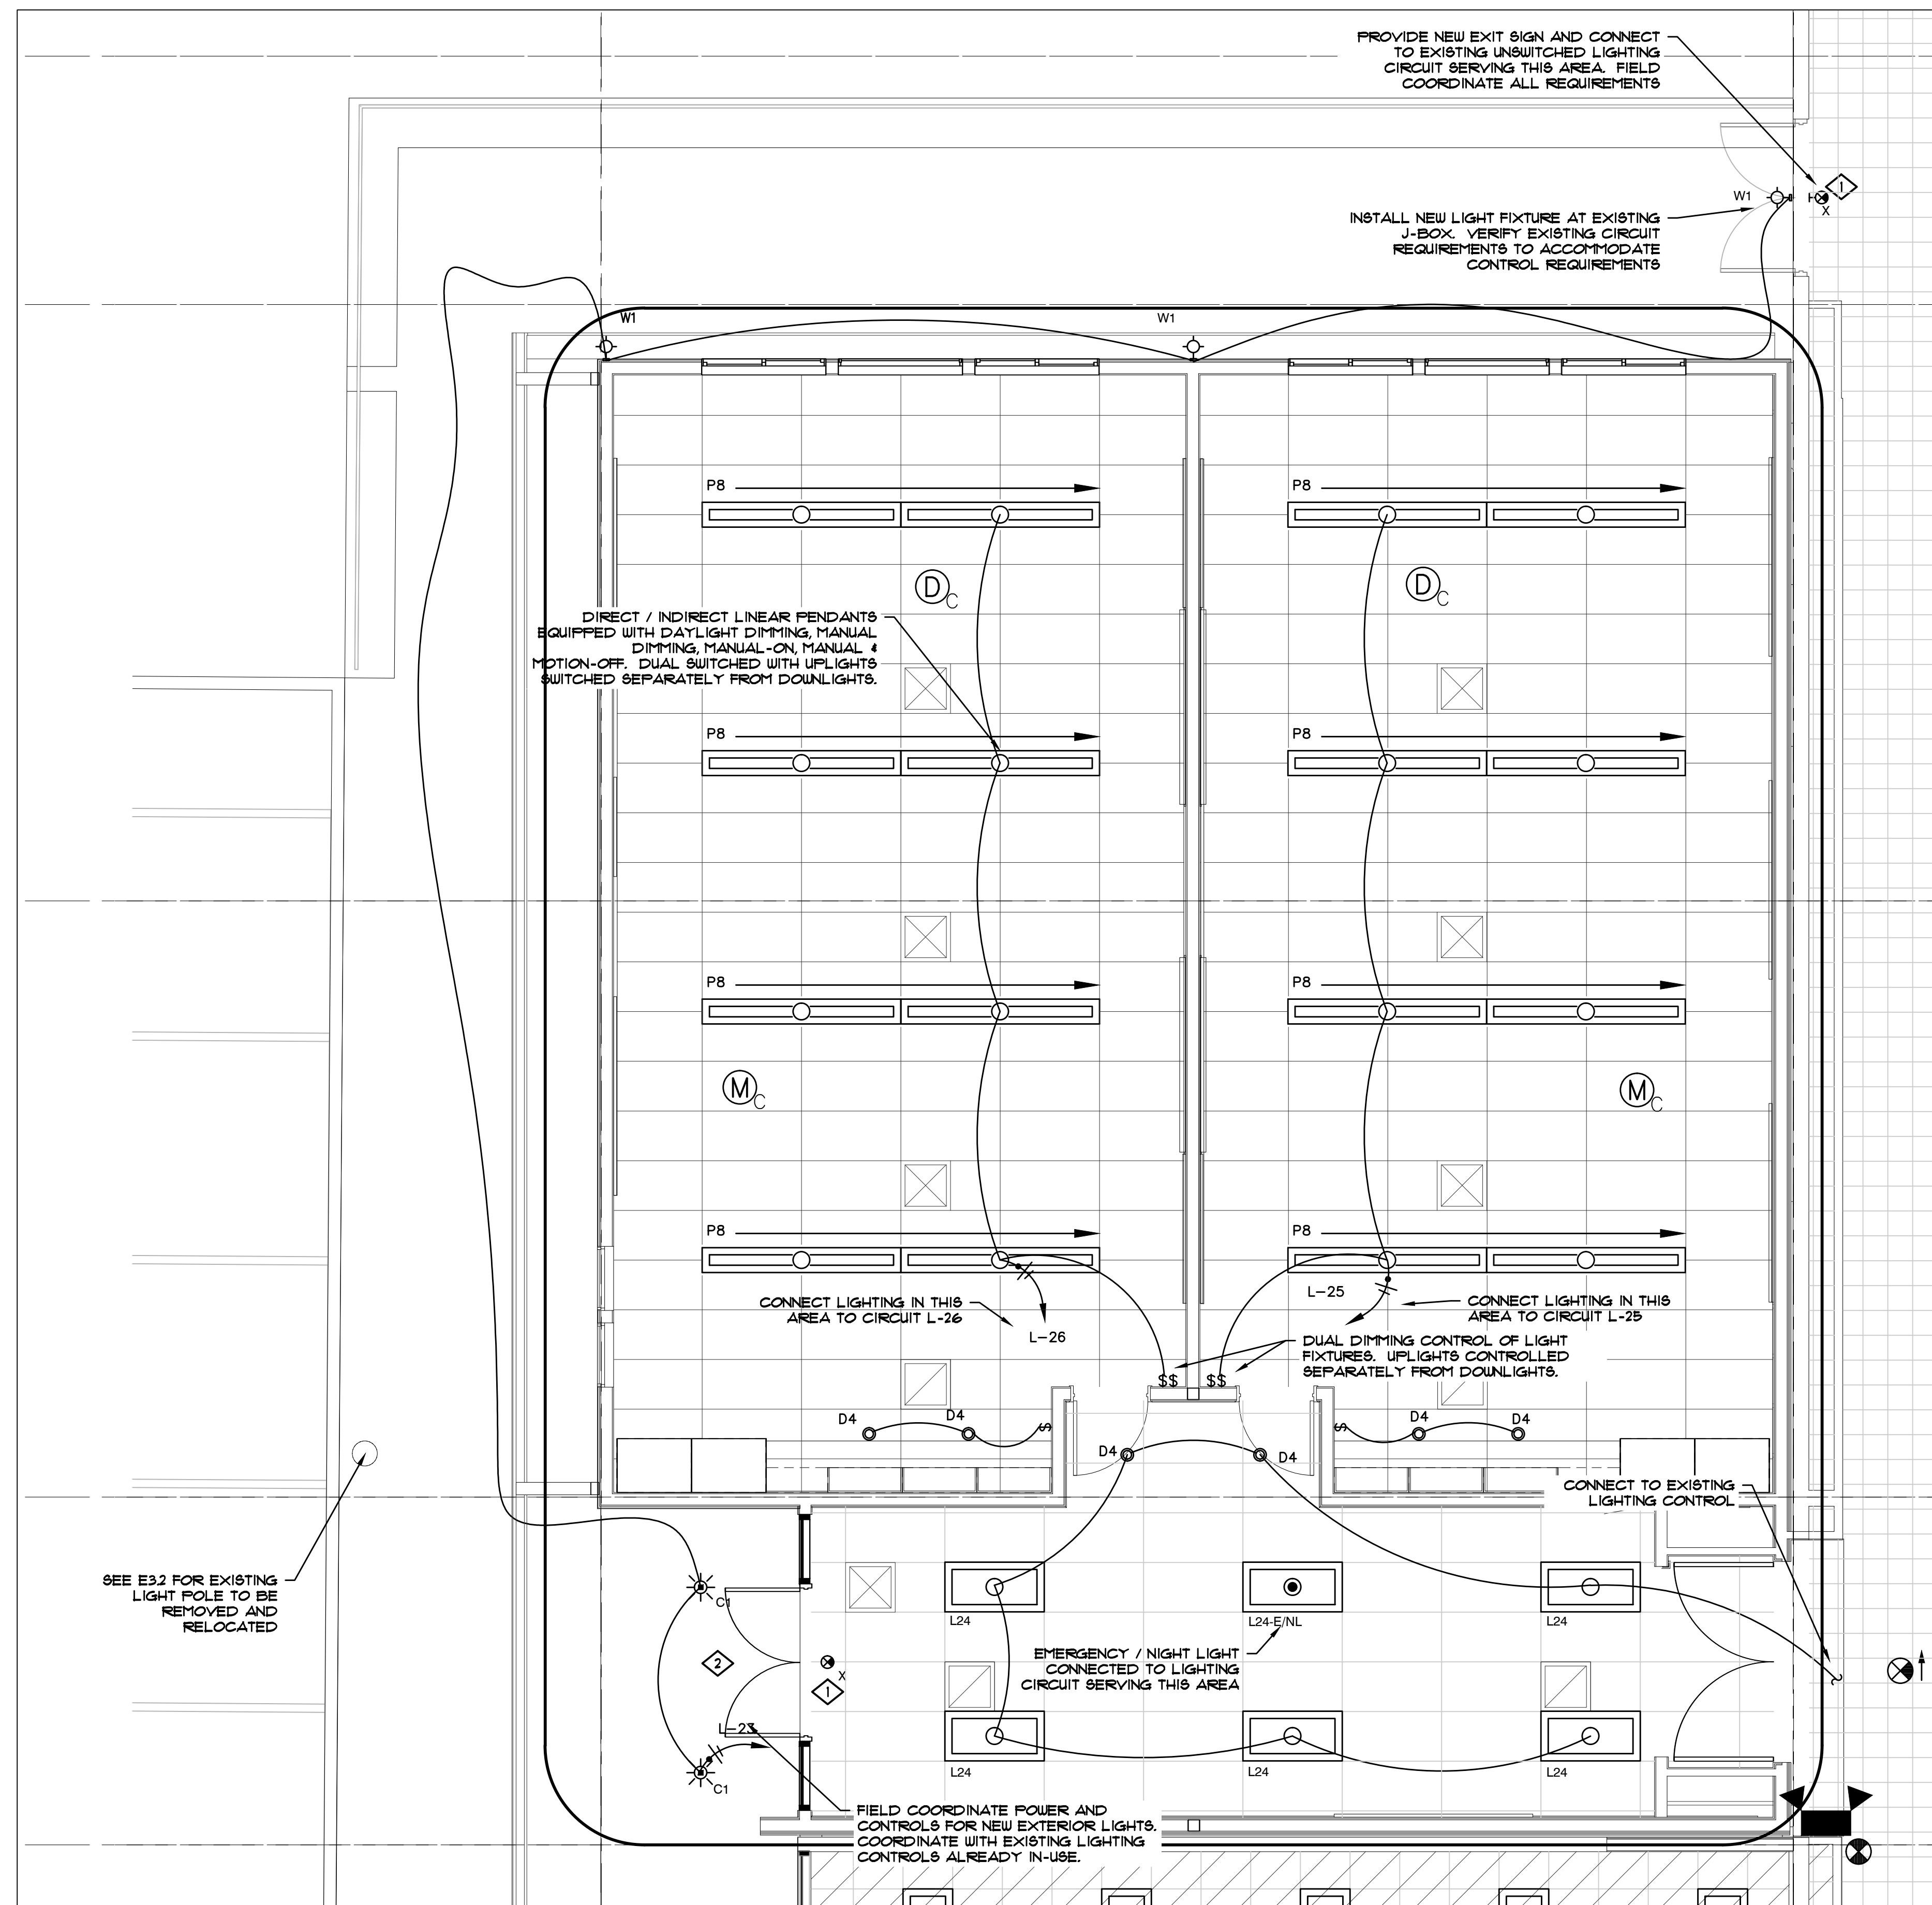 PROVIDE NEW EXIT SIGN AND CONNECT
TO EXISTING UNSWITCHED LIGHTING
CIRCUIT SERVING THIS AREA. FIELD
COORDINATE ALL REQUIREMENTS
1
W1
X
INSTALL NEW LIGHT FIXTURE AT EXISTING
J-BOX. VERIFY EXISTING CIRCUIT
REQUIREMENTS TO ACCOMMODATE
CONTROL REQUIREMENTS
W1
W1
P8
P8
D C
D C
DIRECT / INDIRECT LINEAR PENDANTS
EQUIPPED WITH DAYLIGHT DIMMING, MANUAL
DIMMING, MANUAL-ON, MANUAL &
MOTION-OFF. DUAL SWITCHED WITH UPLIGHTS
SWITCHED SEPARATELY FROM DOWNLIGHTS.
P8
P8
P8
P8
M C
M C
P8
P8
CONNECT LIGHTING IN THIS
AREA TO CIRCUIT L-26
L-26
L-25
CONNECT LIGHTING IN THIS
AREA TO CIRCUIT L-25
DUAL DIMMING CONTROL OF LIGHT
FIXTURES. UPLIGHTS CONTROLLED
SEPARATELY FROM DOWNLIGHTS.
$$ $$
D4
D4
$
D4
D4
$
D4
D4
CONNECT TO EXISTING
LIGHTING CONTROL
SEE E3.2 FOR EXISTING
LIGHT POLE TO BE
REMOVED AND
RELOCATED
C1
L24
L24-E/NL
L24
EMERGENCY / NIGHT LIGHT
CONNECTED TO LIGHTING
CIRCUIT SERVING THIS AREA
2
X
1
L-23
C1
L24
L24
L24
FIELD COORDINATE POWER AND
CONTROLS FOR NEW EXTERIOR LIGHTS.
COORDINATE WITH EXISTING LIGHTING
CONTROLS ALREADY IN-USE.